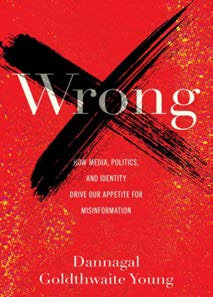 Wrong
HOW MEDIA, POLITICS,
AND IDENTITY
DRIVE OUR APPETITE FOR
MISINFORMATION
Dannagal
Goldthwaite Young